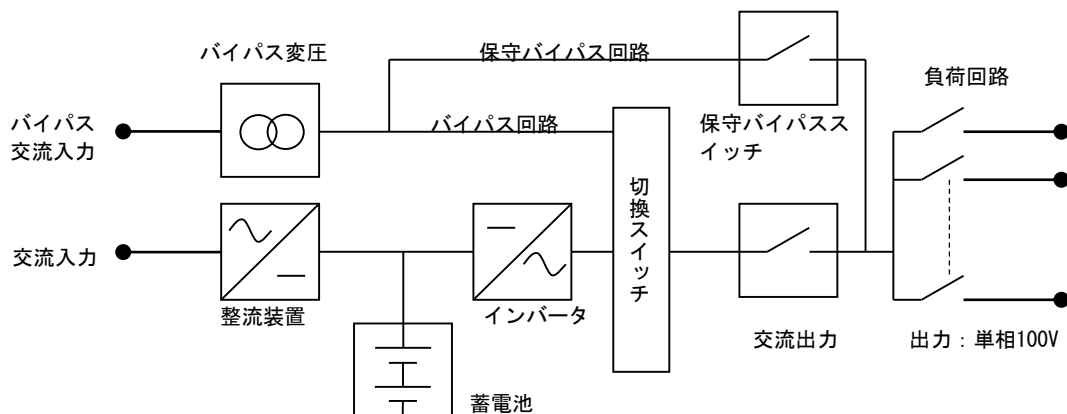 バイパス変圧
保守バイパス回路
負荷回路
バイパス
交流入力
バイパス回路
保守バイパスス
イッチ
切換スイッチ
交流入力
整流装置
インバータ
交流出力
出力：単相100V
蓄電池